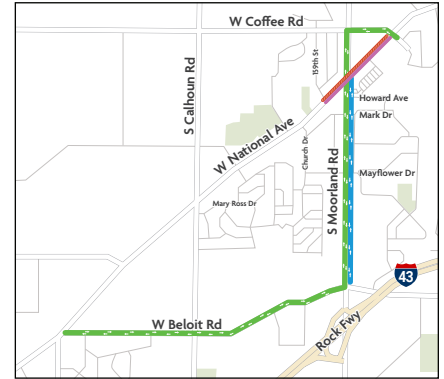 W Coffee Rd
S Calhoun Rd
159th St
Howard Ave
Mark Dr
W National Ave
Church Dr
Mayflower Dr
S Moorland Rd
Mary Ross Dr
43
W Beloit Rd
Rock Fwy